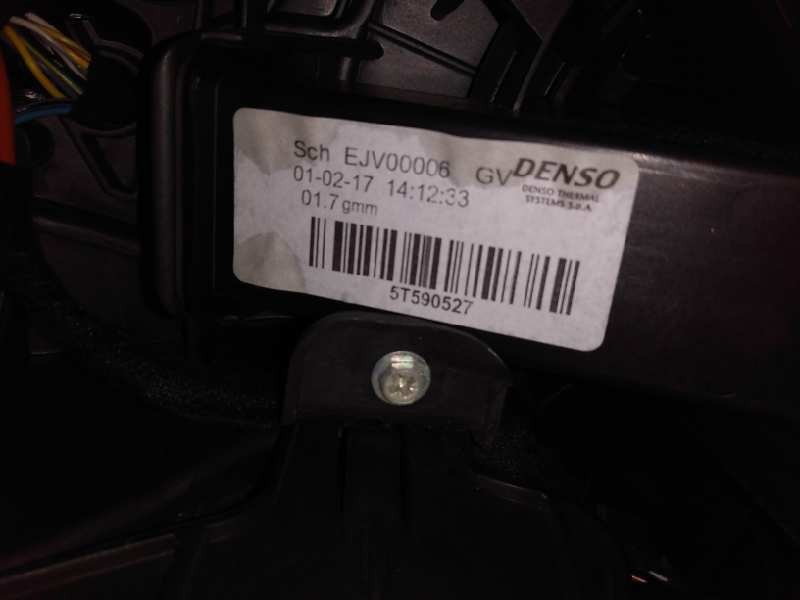 Sch EJV00006 GV DENSO
01-02-17 14:12:33 DENSO THERMAL
01.7 gmm SYSTEMS S.p.A.
5T590527